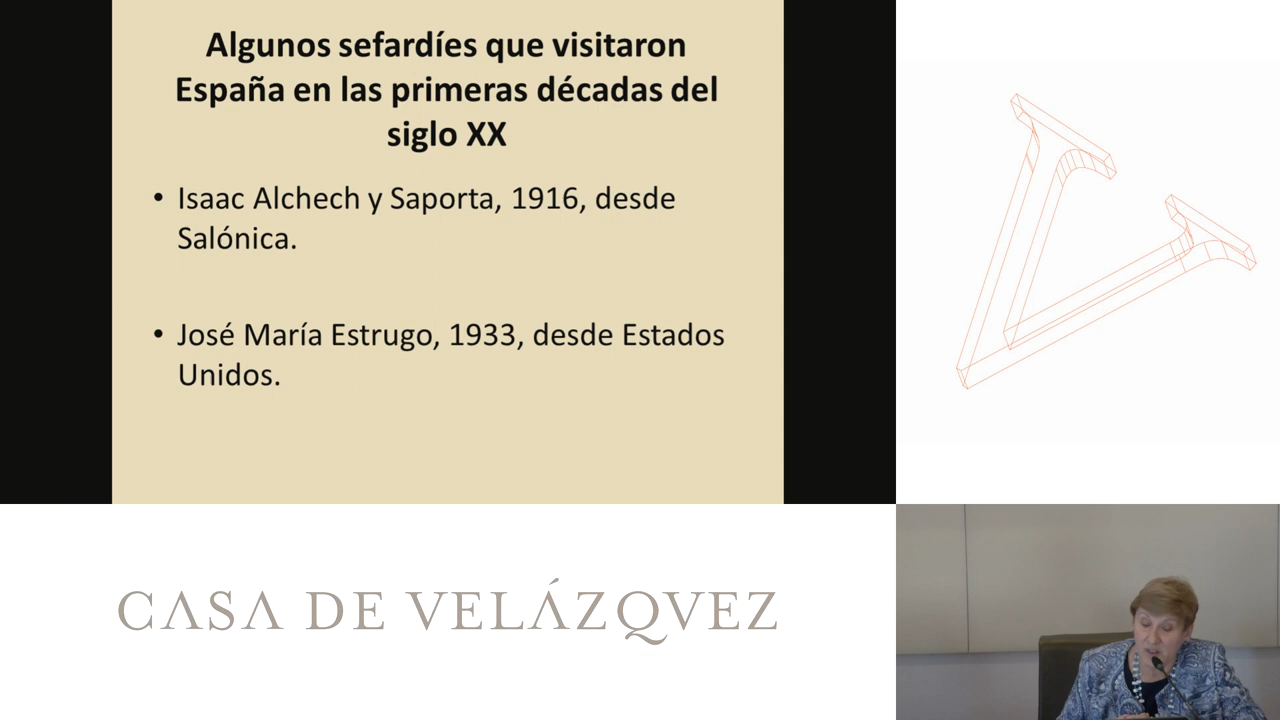 Algunos sefardíes que visitaron
España en las primeras décadas del
siglo XX
• Isaac Alchech y Saporta, 1916, desde
Salónica.
• José María Estrugo, 1933, desde Estados
Unidos.
CASA DE VELÁZQVEZ